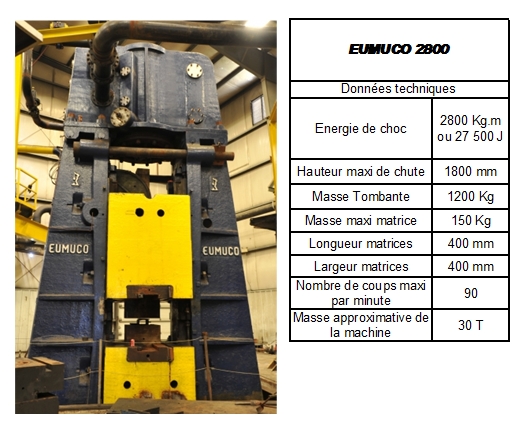 EUMUCO
EUMUCO
EUMUCO 2800
Données techniques
Energie de choc
2800 Kg.m
ou 27 500 J
Hauteur maxi de chute
1800 mm
Masse Tombante
1200 Kg
Masse maxi matrice
150 Kg
Longueur matrices
400 mm
Largeur matrices
400 mm
Nombre de coups maxi
par minute
90
Masse approximative de
la machine
30 T